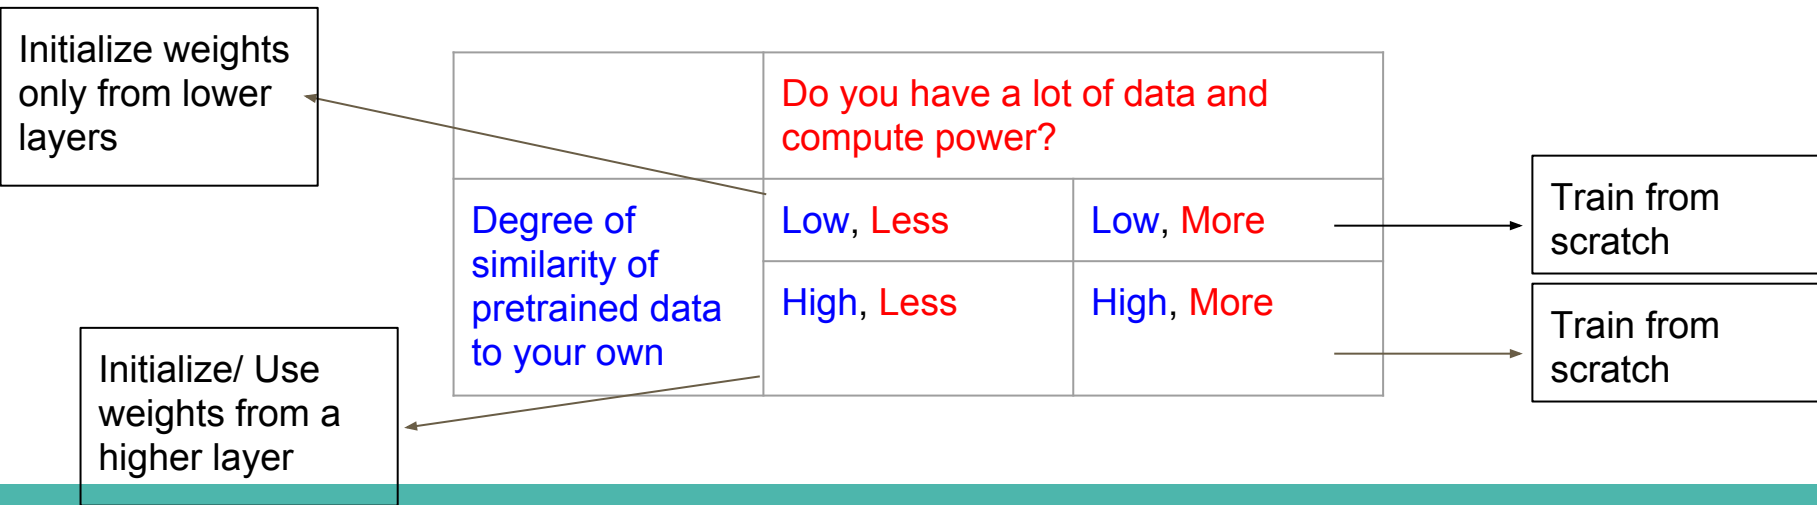 Initialize weights
only from lower
layers
Do you have a lot of data and
compute power?
Degree of
similarity of
pretrained data
to your own
Low, Less
Low, More
High, Less
High, More
Train from
scratch
Train from
scratch
Initialize/ Use
weights from a
higher layer